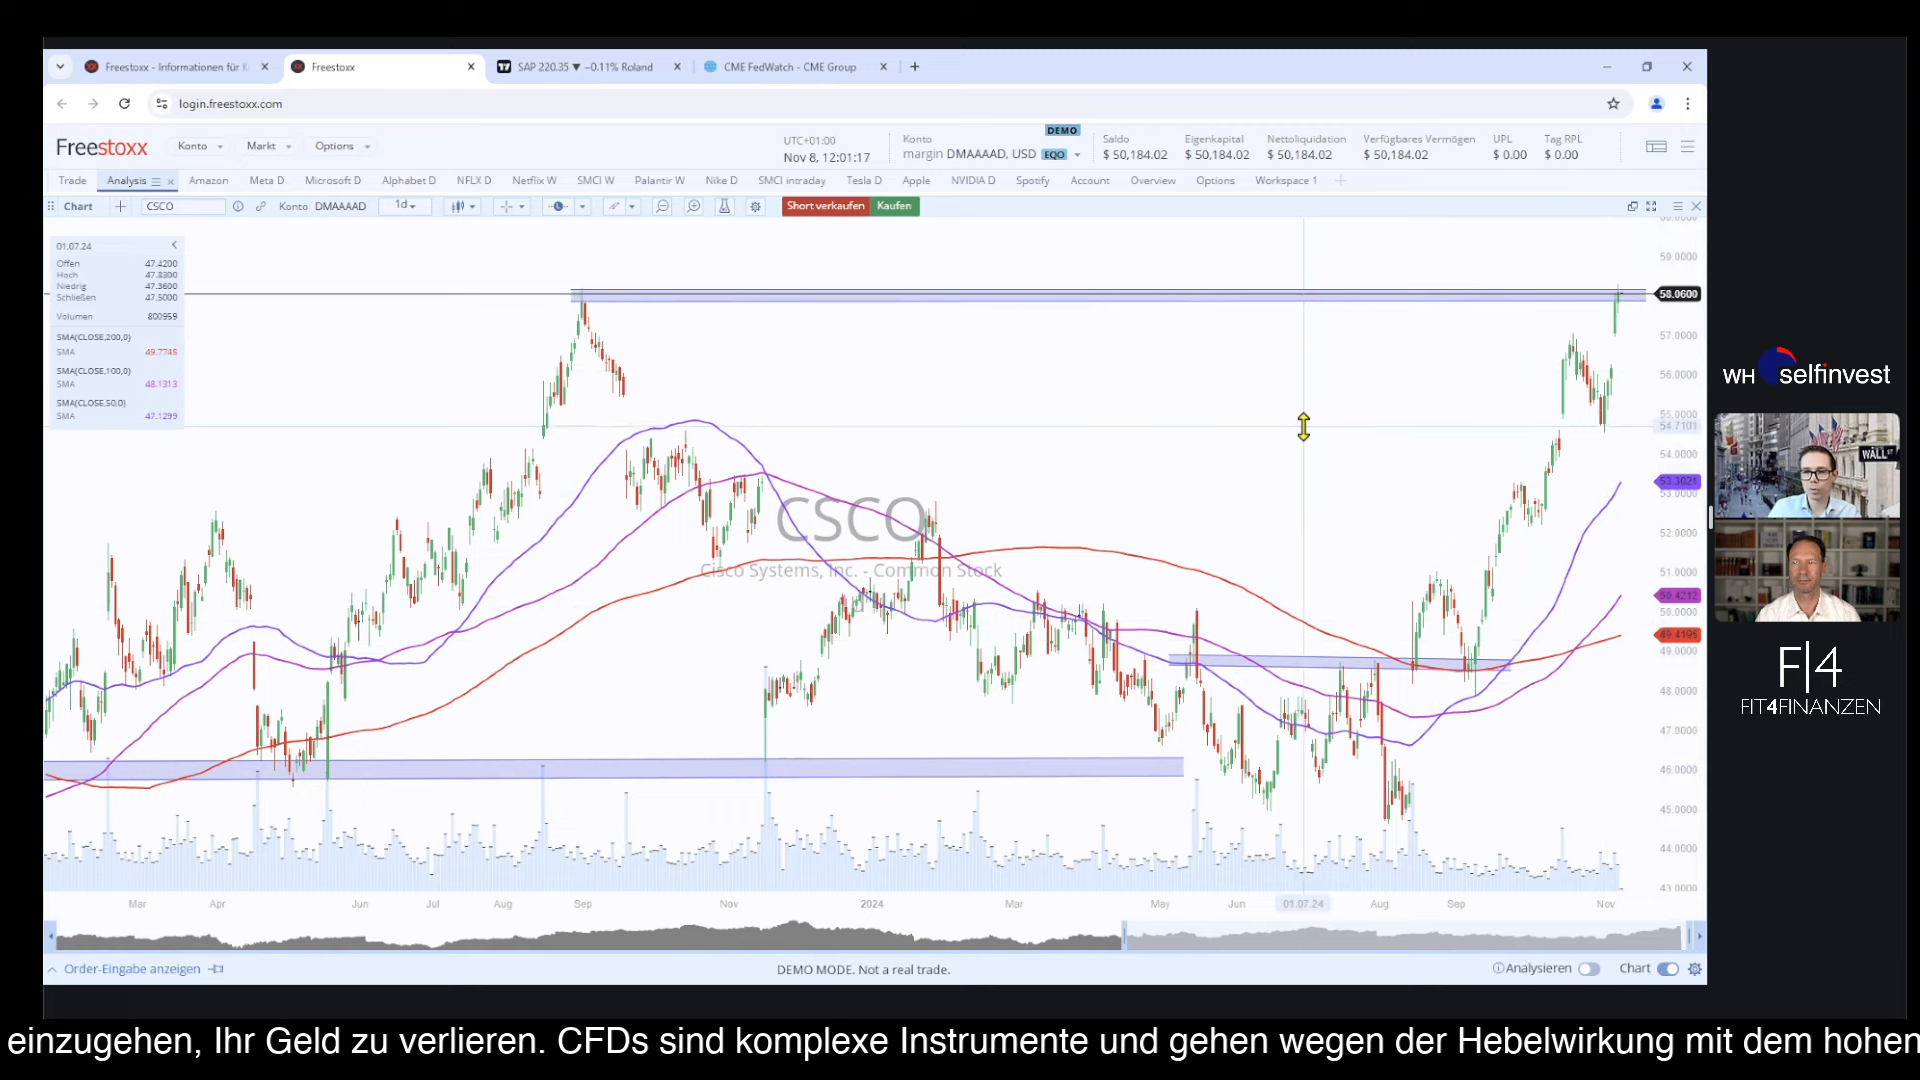 Freestoxx - Informationen für K
Freestoxx
SAP 220.35 ▼ −0.11% Roland
CME FedWatch - CME Group
login.freestoxx.com
Freestoxx
Konto
Markt
Options
UTC+01:00
Nov 8, 12:01:17
Konto
DEMO
margin DMAAAAD, USD EQO
Saldo
$ 50,184.02
Eigenkapital
$ 50,184.02
Nettoliquidation
$ 50,184.02
Verfügbares Vermögen
$ 50,184.02
UPL
$ 0.00
Tag RPL
$ 0.00
Trade
Analysis
Amazon
Meta D
Microsoft D
Alphabet D
NFLX D
Netflix W
SMCI W
Palantir W
Nike D
SMCI intraday
Tesla D
Apple
NVIDIA D
Spotify
Account
Overview
Options
Workspace 1
Chart
CSCO
Konto DMAAAAD
1d
Short verkaufen
Kaufen
01.07.24
Offen 47.4200
Hoch 47.8300
Niedrig 47.3600
Schließen 47.5000
Volumen 800959
SMA(CLOSE,200,0)
SMA 49.7745
SMA(CLOSE,100,0)
SMA 48.1313
SMA(CLOSE,50,0)
SMA 47.1299
CSCO
Cisco Systems, Inc. - Common Stock
1d
59.0000
58.0600
57.0000
56.0000
55.0000
54.7101
54.0000
53.3021
53.0000
52.0000
51.0000
50.4212
50.0000
49.4195
49.0000
48.0000
47.0000
46.0000
45.0000
44.0000
43.0000
Mar
Apr
Jun
Jul
Aug
Sep
Nov
2024
Mar
May
Jun
01.07.24
Aug
Sep
Nov
Order-Eingabe anzeigen
DEMO MODE. Not a real trade.
Analysieren
Chart
WH selfinvest
WALL ST
F|4
FIT4FINANZEN
einzugehen, Ihr Geld zu verlieren. CFDs sind komplexe Instrumente und gehen wegen der Hebelwirkung mit dem hohen